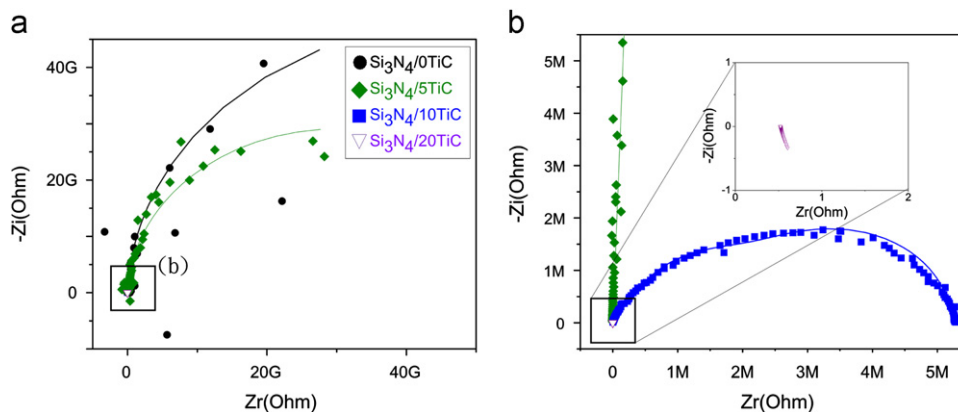 a
40G
20G
0
-Zi(Ohm)
0
20G
40G
Zr(Ohm)
Si₃N₄/0TiC
Si₃N₄/5TiC
Si₃N₄/10TiC
Si₃N₄/20TiC
(b)
b
5M
4M
3M
2M
1M
0
-Zi(Ohm)
0
1M
2M
3M
4M
5M
Zr(Ohm)
1
0
-1
-Zi(Ohm)
0
1
2
Zr(Ohm)